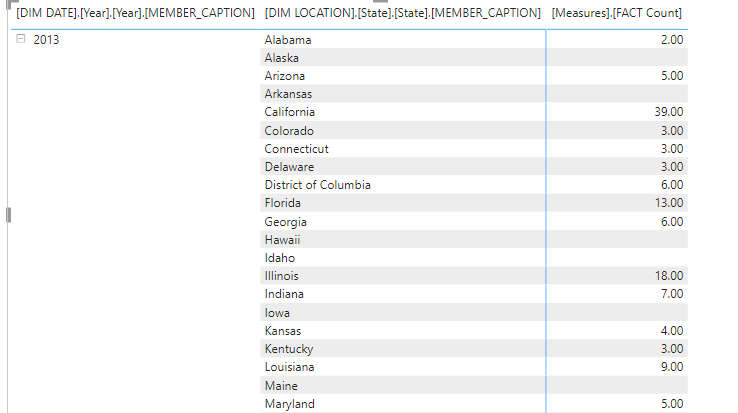 [DIM DATE].[Year].[Year].[MEMBER_CAPTION] [DIM LOCATION].[State].[State].[MEMBER_CAPTION] [Measures].[FACT Count]
2013 Alabama 2.00
Alaska
Arizona 5.00
Arkansas
California 39.00
Colorado 3.00
Connecticut 3.00
Delaware 3.00
District of Columbia 6.00
Florida 13.00
Georgia 6.00
Hawaii
Idaho
Illinois 18.00
Indiana 7.00
Iowa
Kansas 4.00
Kentucky 3.00
Louisiana 9.00
Maine
Maryland 5.00